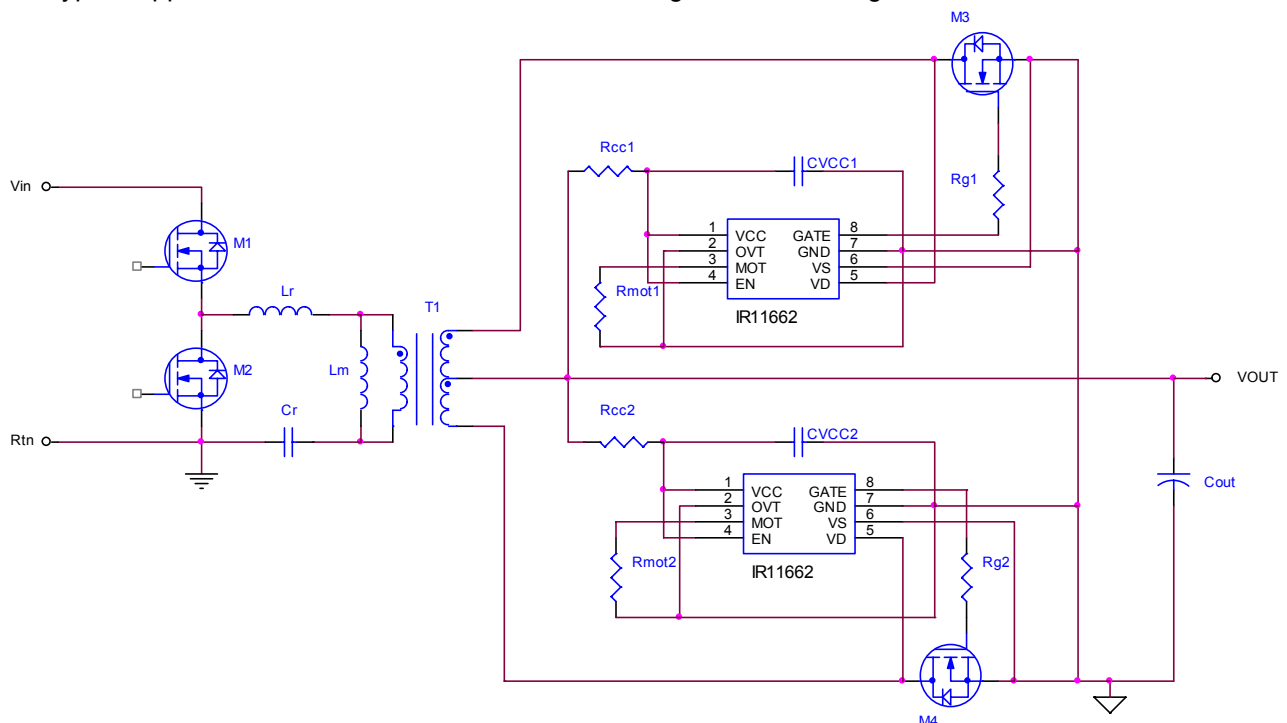 M3
Rcc1
CVCC1
Rg1
Vin
M1
1 VCC GATE 8
2 OVT GND 7
3 MOT VS 6
4 EN VD 5
Rmot1
IR11662
Lr
T1
M2
Lm
VOUT
Rcc2
CVCC2
Cr
Rtn
1 VCC GATE 8
2 OVT GND 7
3 MOT VS 6
4 EN VD 5
Cout
Rmot2
IR11662
Rg2
M4